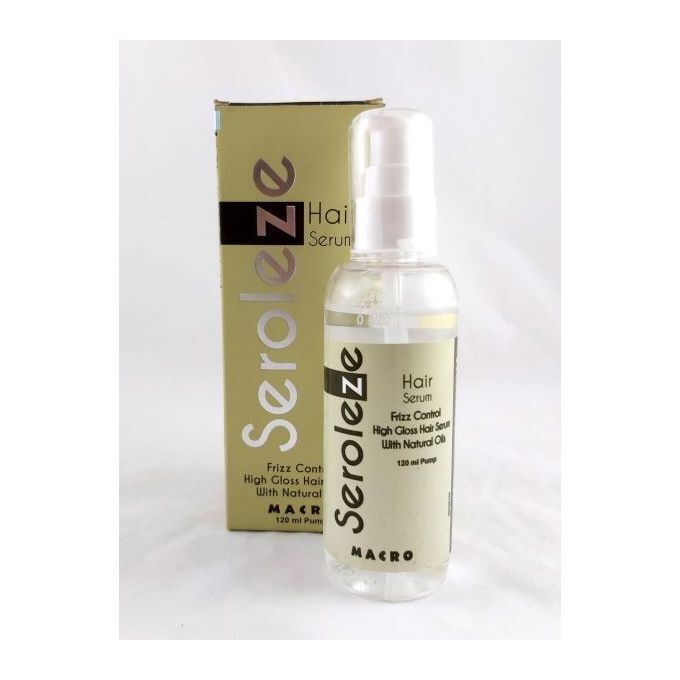 Seroleze
Hair
Serum
Frizz Control
High Gloss Hair
With Natural
MACRO
120 ml Pump
Seroleze
Hair
Serum
Frizz Control
High Gloss Hair Serum
With Natural Oils
120 ml Pump
MACRO